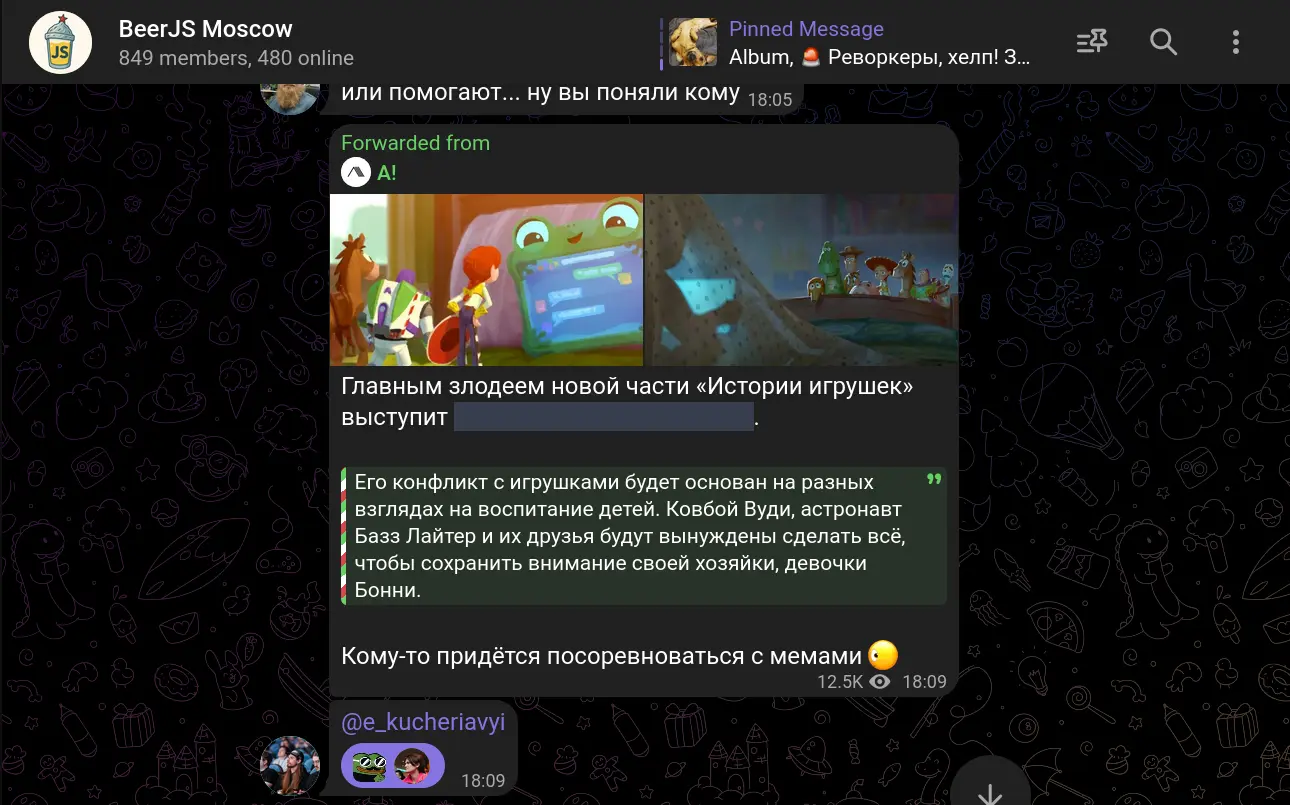 BeerJS Moscow
849 members, 480 online
Pinned Message
Album, 🚨 Реворкеры, хелп! З...
или помогают... ну вы поняли кому 18:05
Forwarded from
А!
Главным злодеем новой части «Истории игрушек»
выступит .
Его конфликт с игрушками будет основан на разных
взглядах на воспитание детей. Ковбой Вуди, астронавт
Базз Лайтер и их друзья будут вынуждены сделать всё,
чтобы сохранить внимание своей хозяйки, девочки
Бонни.
Кому-то придётся посоревноваться с мемами
12.5K 18:09
@e_kucheriavyi
18:09
JS